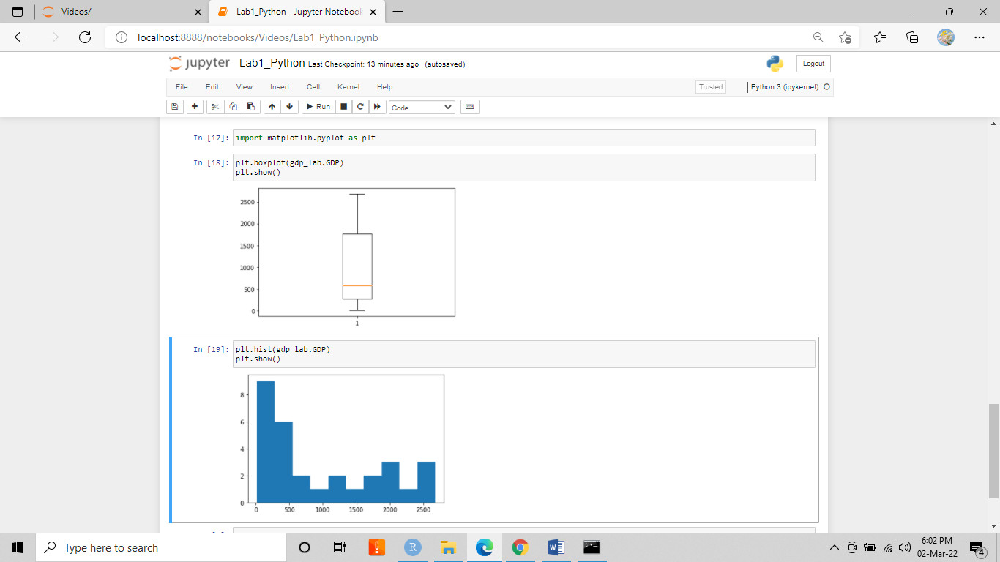 Videos/
Lab1_Python - Jupyter Notebook
localhost:8888/notebooks/Videos/Lab1_Python.ipynb
jupyter Lab1_Python Last Checkpoint: 13 minutes ago (autosaved)
Logout
File Edit View Insert Cell Kernel Help
Trusted
Python 3 (ipykernel)
Run
Code
In [17]: import matplotlib.pyplot as plt
In [18]: plt.boxplot(gdp_lab.GDP)
plt.show()
2500
2000
1500
1000
500
0
1
In [19]: plt.hist(gdp_lab.GDP)
plt.show()
8
6
4
2
0
0 500 1000 1500 2000 2500
Type here to search
R
W
6:02 PM
02-Mar-22
4